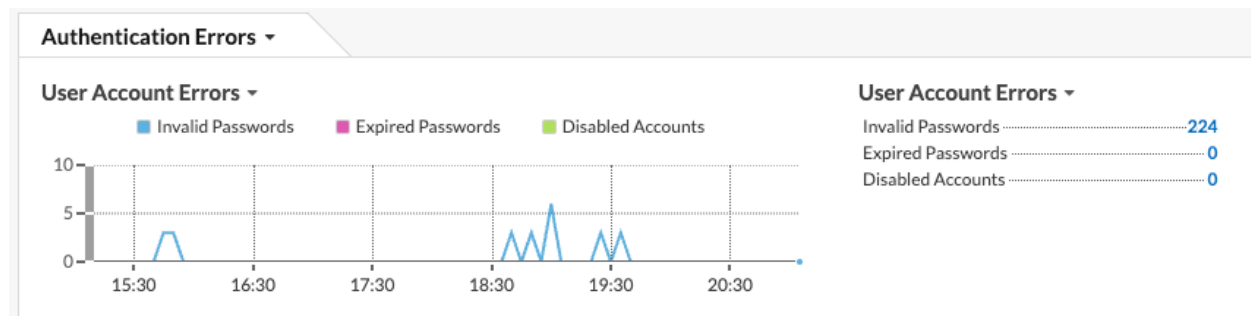 Authentication Errors
User Account Errors
Invalid Passwords Expired Passwords Disabled Accounts
10
5
0
15:30 16:30 17:30 18:30 19:30 20:30
User Account Errors
Invalid Passwords 224
Expired Passwords 0
Disabled Accounts 0